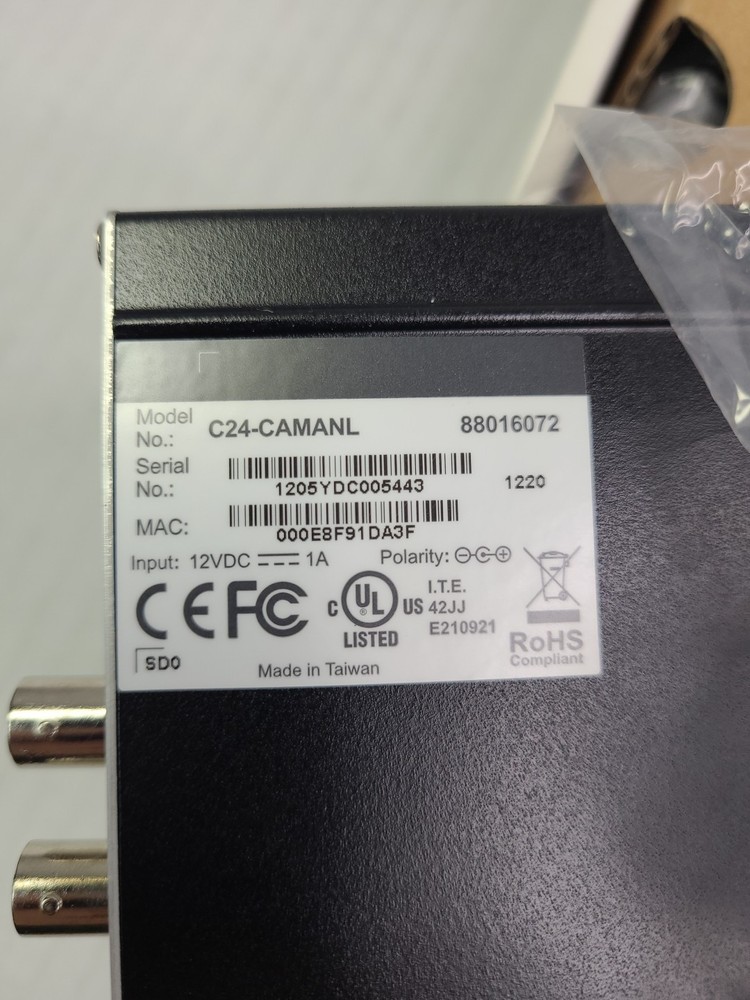 Model No.: C24-CAMANL 88016072
Serial No.: 1205YDC005443 1220
MAC: 000E8F91DA3F
Input: 12VDC 1A Polarity:
CE FC C UL ® US I.T.E.
42JJ
LISTED E210921
RoHS
Compliant
SD0 Made in Taiwan